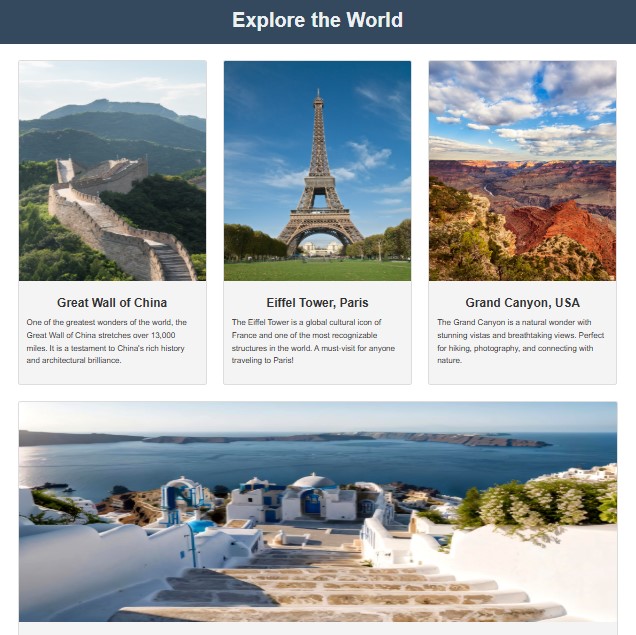 Explore the World
Great Wall of China
One of the greatest wonders of the world, the
Great Wall of China stretches over 13,000
miles. It is a testament to China's rich history
and architectural brilliance.
Eiffel Tower, Paris
The Eiffel Tower is a global cultural icon of
France and one of the most recognizable
structures in the world. A must-visit for anyone
traveling to Paris!
Grand Canyon, USA
The Grand Canyon is a natural wonder with
stunning vistas and breathtaking views. Perfect
for hiking, photography, and connecting with
nature.